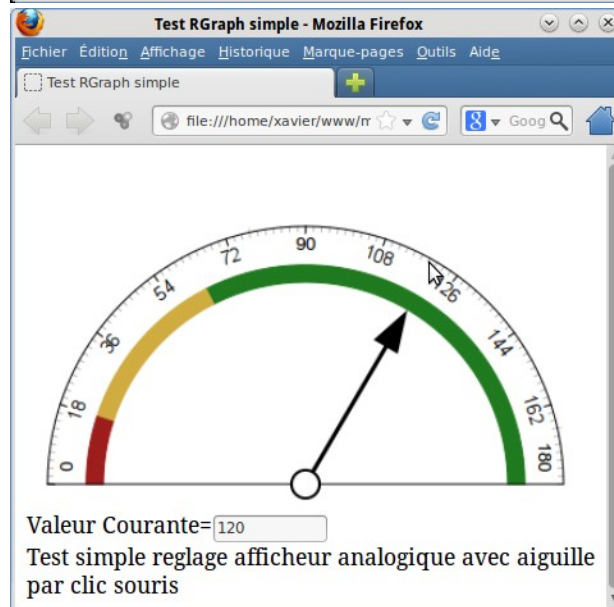 Test RGraph simple - Mozilla Firefox
Fichier Édition Affichage Historique Marque-pages Outils Aide
Test RGraph simple
file:///home/xavier/www/m
8 Goog
0
18
36
54
72
90
108
126
144
162
180
Valeur Courante=120
Test simple reglage afficheur analogique avec aiguille
par clic souris